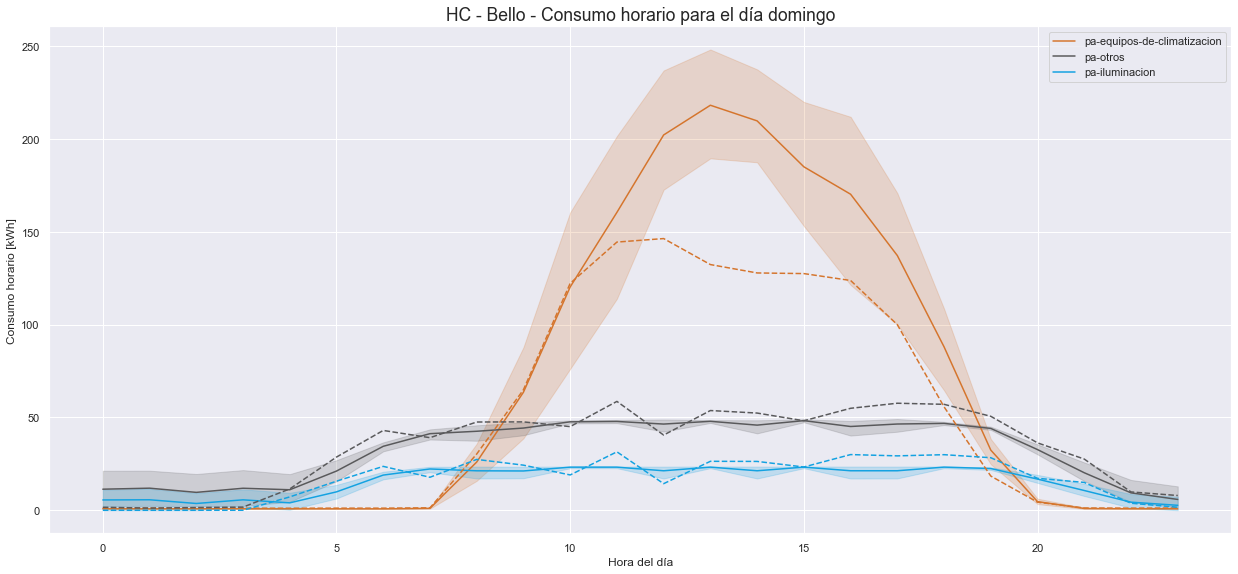 HC - Bello - Consumo horario para el día domingo
pa-equipos-de-climatizacion
pa-otros
pa-iluminacion
Consumo horario [kWh]
250
200
150
100
50
0
0 5 10 15 20
Hora del día